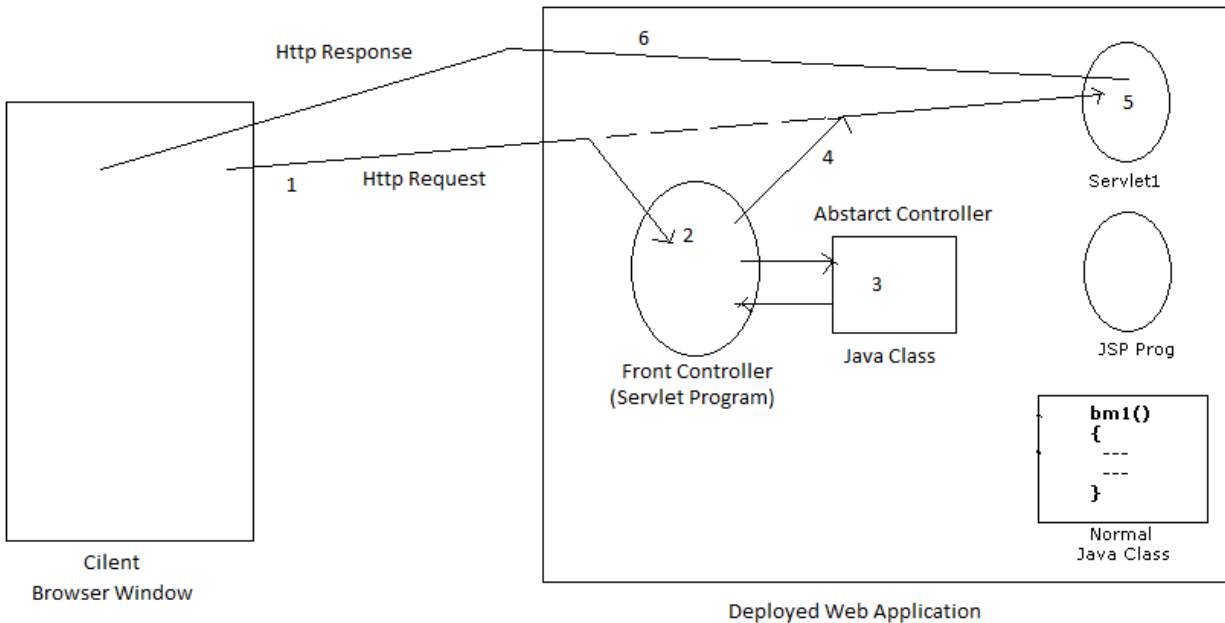 Http Response
6
5
1
Http Request
4
Servlet1
2
Abstarct Controller
3
Java Class
JSP Prog
Front Controller
(Servlet Program)
bm1()
{
---
---
}
Normal
Java Class
Cilent
Browser Window
Deployed Web Application